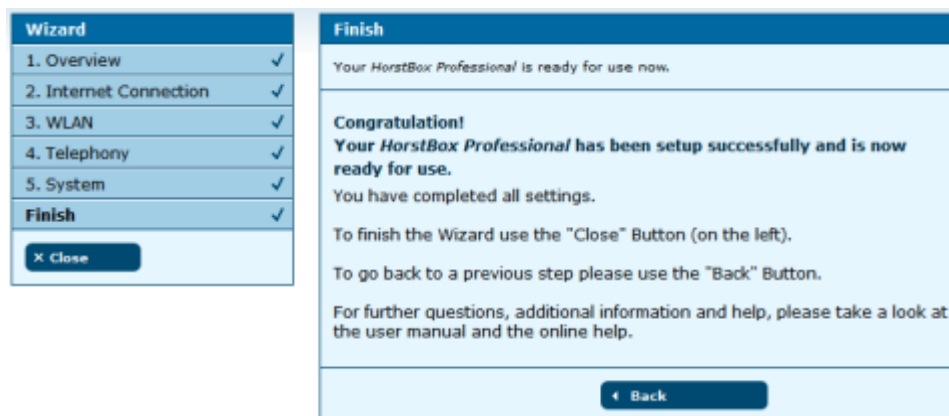 Wizard
1. Overview
2. Internet Connection
3. WLAN
4. Telephony
5. System
Finish
× Close
Finish
Your HorstBox Professional is ready for use now.
Congratulation!
Your HorstBox Professional has been setup successfully and is now
ready for use.
You have completed all settings.
To finish the Wizard use the "Close" Button (on the left).
To go back to a previous step please use the "Back" Button.
For further questions, additional information and help, please take a look at
the user manual and the online help.
Back